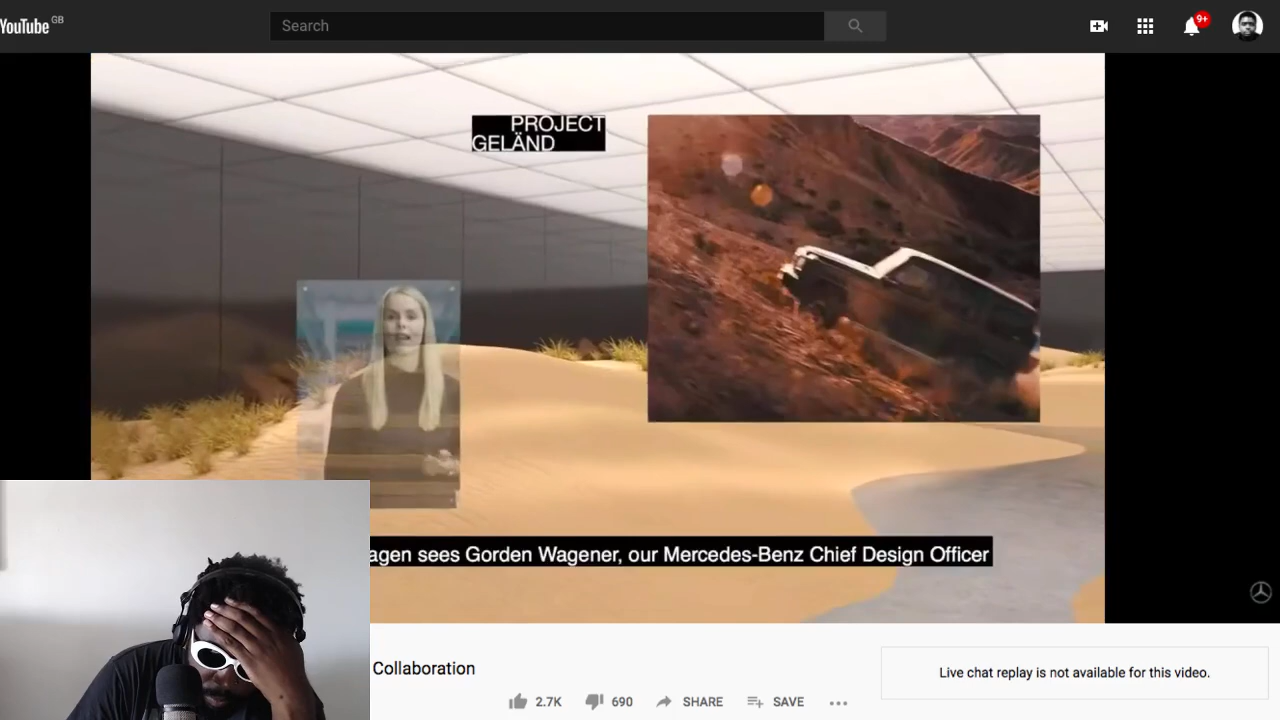 YouTube GB
Search
9+
PROJECT
GELÄND
agen sees Gorden Wagener, our Mercedes-Benz Chief Design Officer
Collaboration
Live chat replay is not available for this video.
2.7K
690
SHARE
SAVE